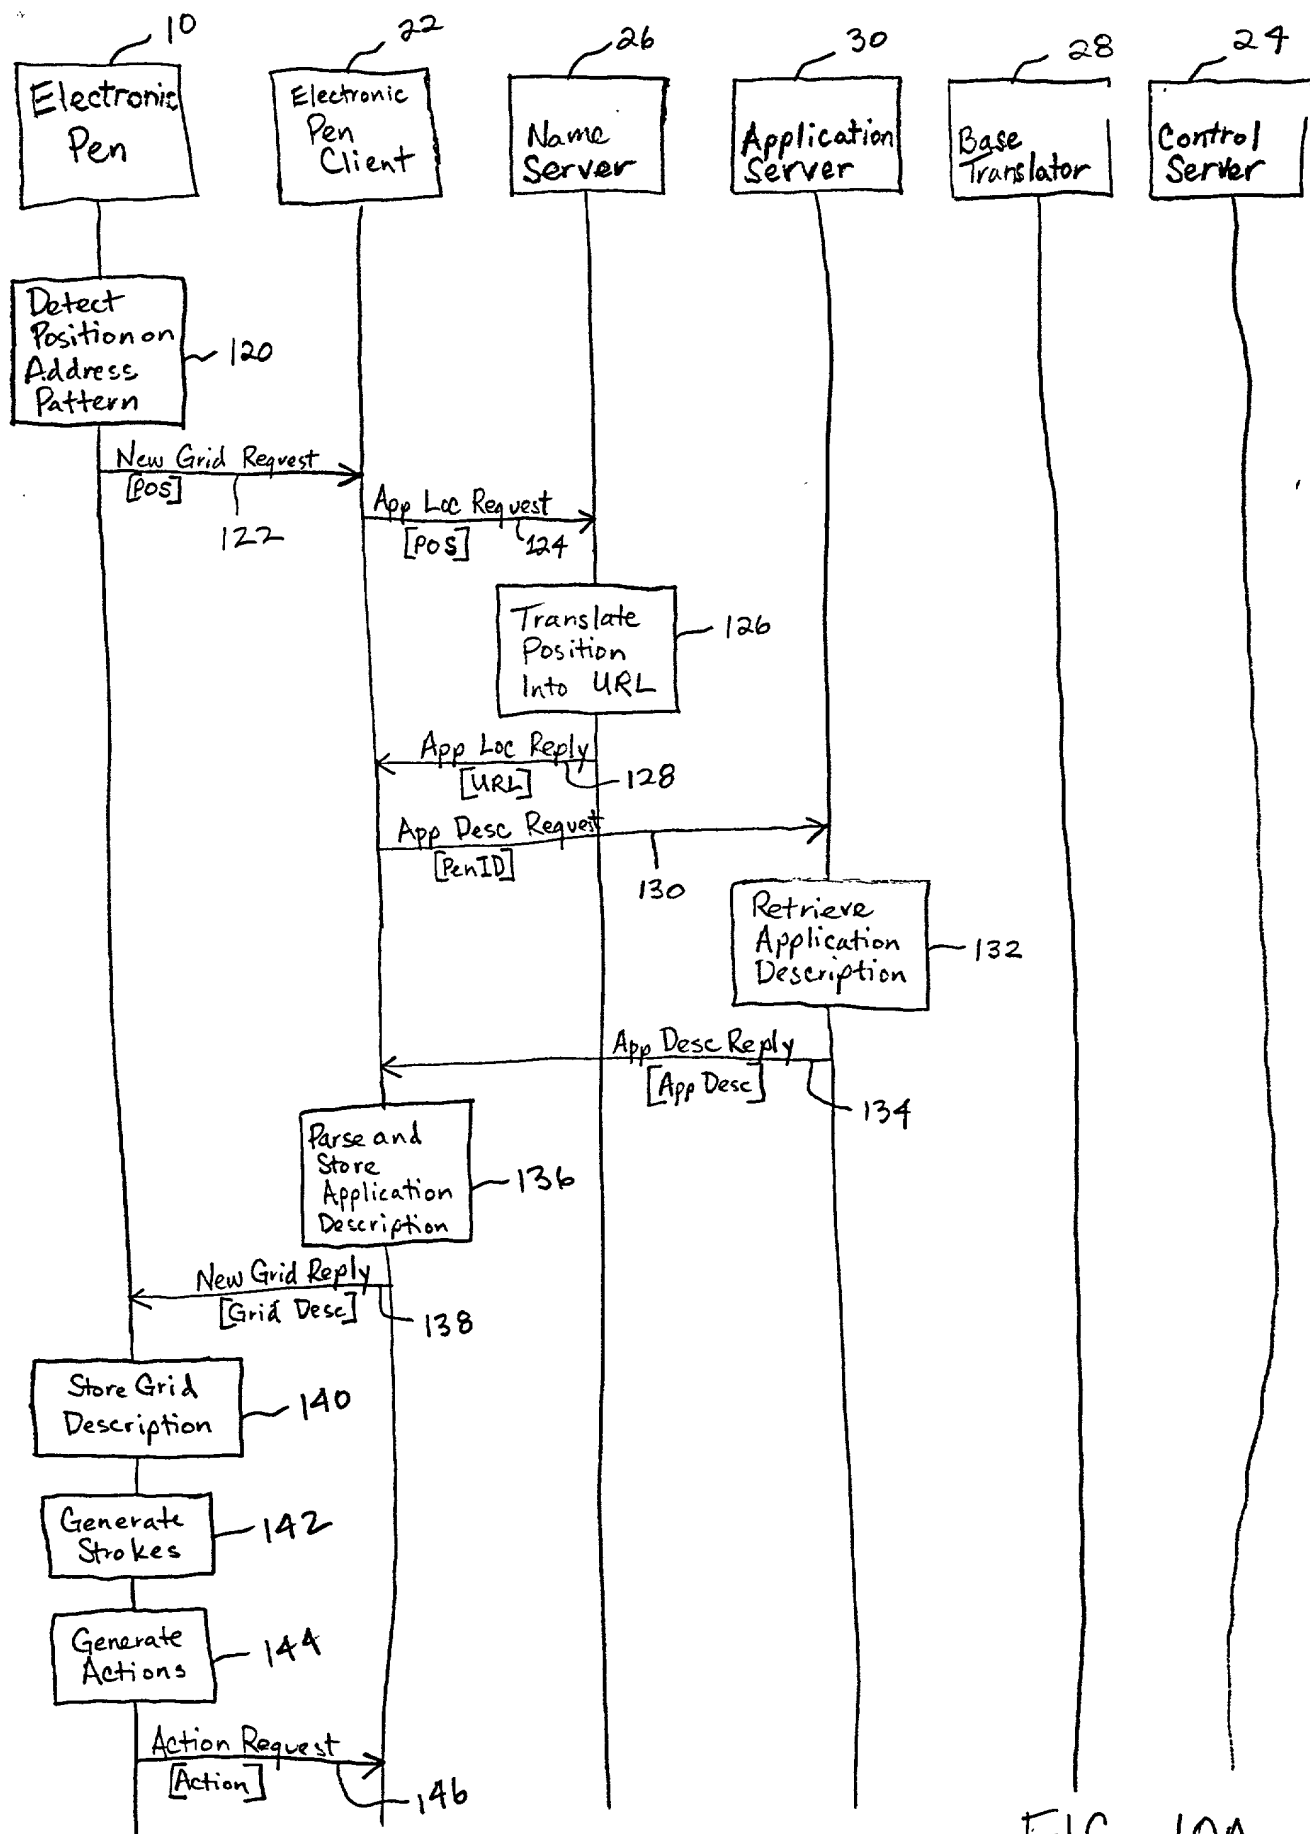 10
22
26
30
28
24
Electronic
Pen
Electronic
Pen
Client
Name
Server
Application
Server
Base
Translator
Control
Server
Detect
Position on
Address
Pattern
120
New Grid Request
[POS]
122
App Loc Request
[POS]
124
Translate
Position
Into URL
126
App Loc Reply
[URL]
128
App Desc Request
[PenID]
130
Retrieve
Application
Description
132
App Desc Reply
[App Desc]
134
Parse and
Store
Application
Description
136
New Grid Reply
[Grid Desc]
138
Store Grid
Description
140
Generate
Strokes
142
Generate
Actions
144
Action Request
[Action]
146
FIG. 10A